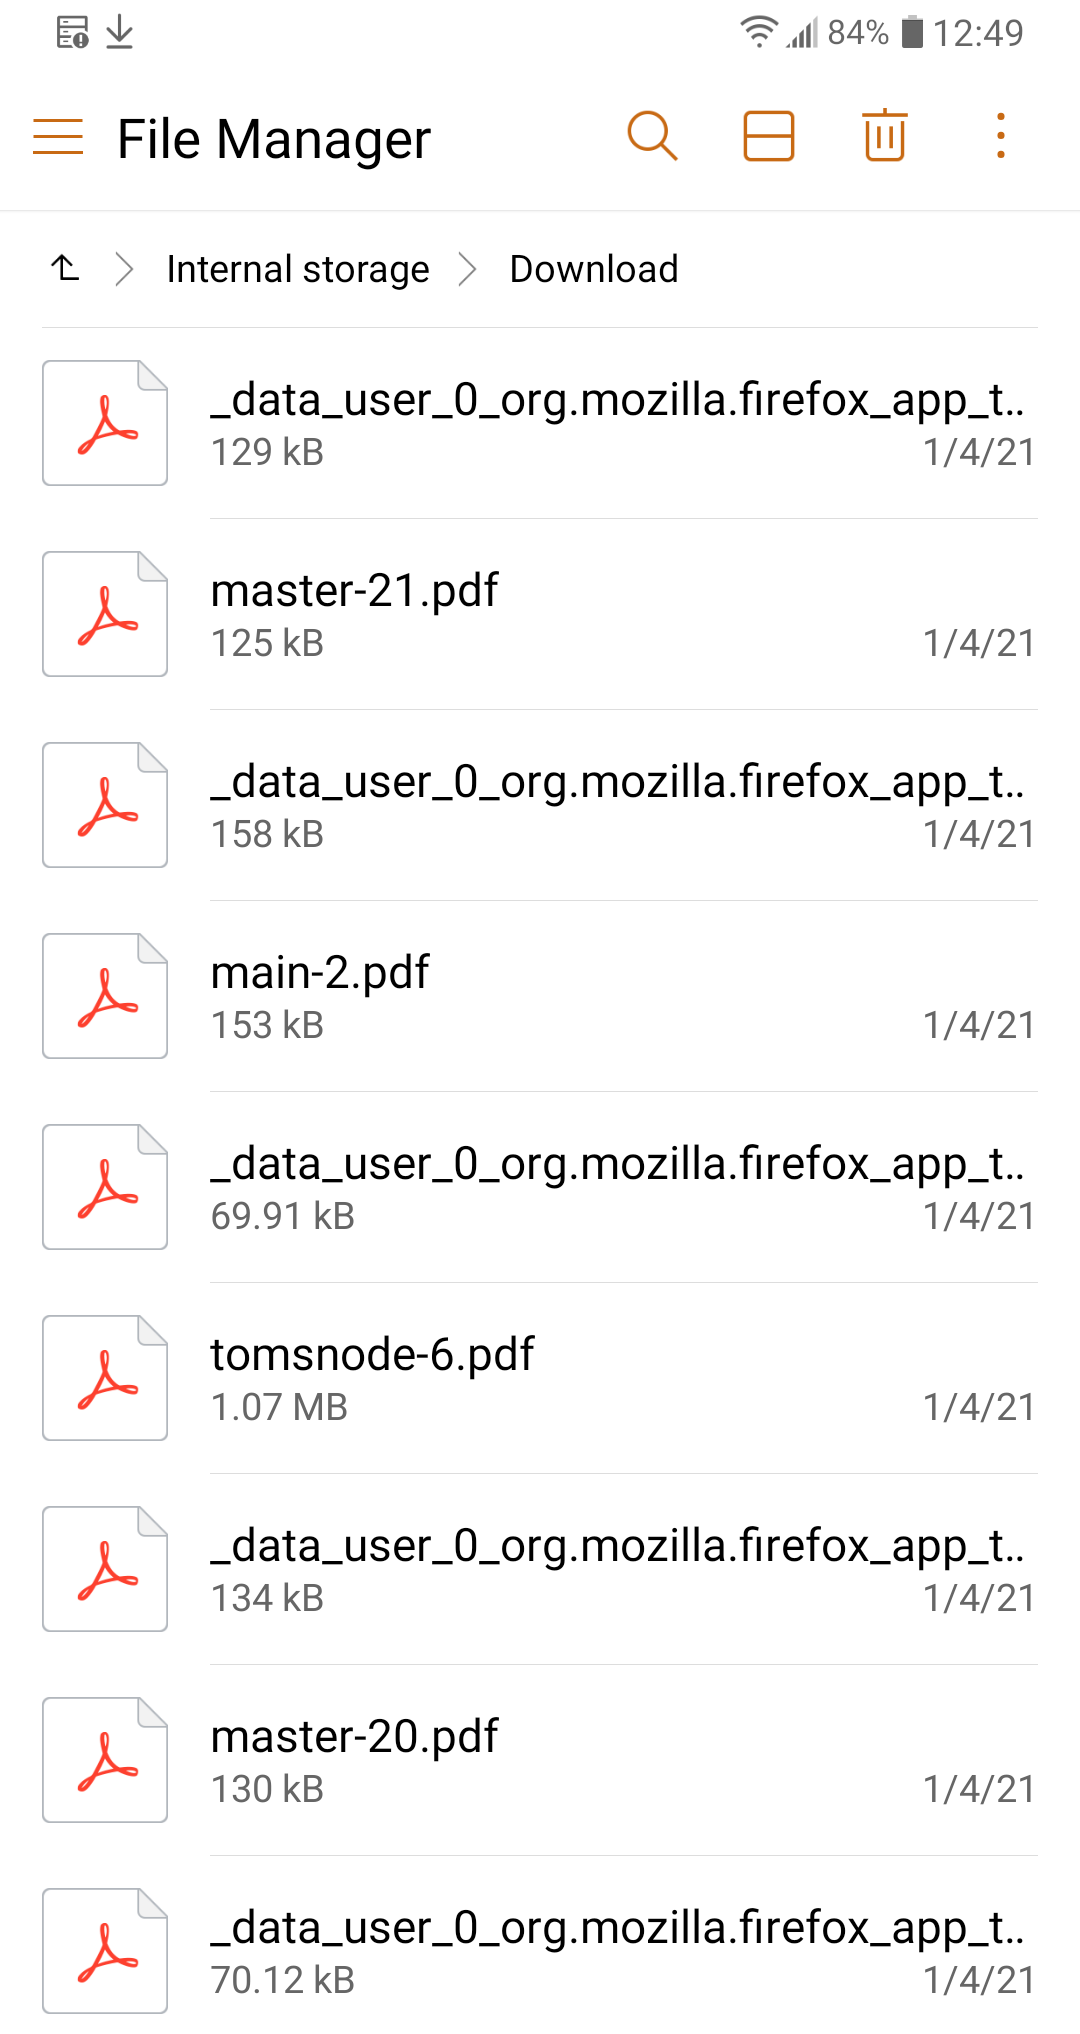 84% 12:49
File Manager
Internal storage Download
_data_user_0_org.mozilla.firefox_app_t..
129 kB 1/4/21
master-21.pdf
125 kB 1/4/21
_data_user_0_org.mozilla.firefox_app_t..
158 kB 1/4/21
main-2.pdf
153 kB 1/4/21
_data_user_0_org.mozilla.firefox_app_t..
69.91 kB 1/4/21
tomsnode-6.pdf
1.07 MB 1/4/21
_data_user_0_org.mozilla.firefox_app_t..
134 kB 1/4/21
master-20.pdf
130 kB 1/4/21
_data_user_0_org.mozilla.firefox_app_t..
70.12 kB 1/4/21